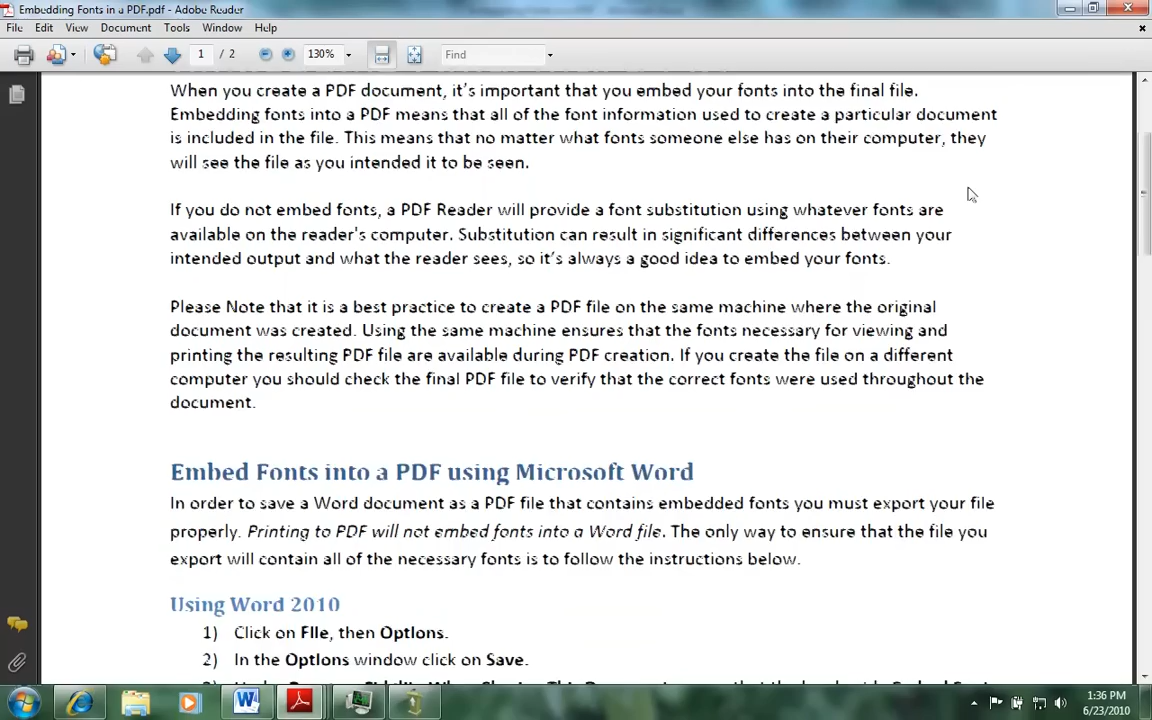 Embedding Fonts in a PDF.pdf - Adobe Reader
File Edit View Document Tools Window Help
1 / 2 130% Find
When you create a PDF document, it's important that you embed your fonts into the final file.
Embedding fonts into a PDF means that all of the font information used to create a particular document
is included in the file. This means that no matter what fonts someone else has on their computer, they
will see the file as you intended it to be seen.
If you do not embed fonts, a PDF Reader will provide a font substitution using whatever fonts are
available on the reader's computer. Substitution can result in significant differences between your
intended output and what the reader sees, so it's always a good idea to embed your fonts.
Please Note that it is a best practice to create a PDF file on the same machine where the original
document was created. Using the same machine ensures that the fonts necessary for viewing and
printing the resulting PDF file are available during PDF creation. If you create the file on a different
computer you should check the final PDF file to verify that the correct fonts were used throughout the
document.
Embed Fonts into a PDF using Microsoft Word
In order to save a Word document as a PDF file that contains embedded fonts you must export your file
properly. Printing to PDF will not embed fonts into a Word file. The only way to ensure that the file you
export will contain all of the necessary fonts is to follow the instructions below.
Using Word 2010
1) Click on File, then Options.
2) In the Options window click on Save.
1:36 PM
6/23/2010